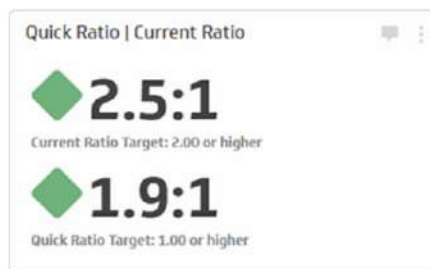 Quick Ratio | Current Ratio
2.5:1
Current Ratio Target: 2.00 or higher
1.9:1
Quick Ratio Target: 1.00 or higher